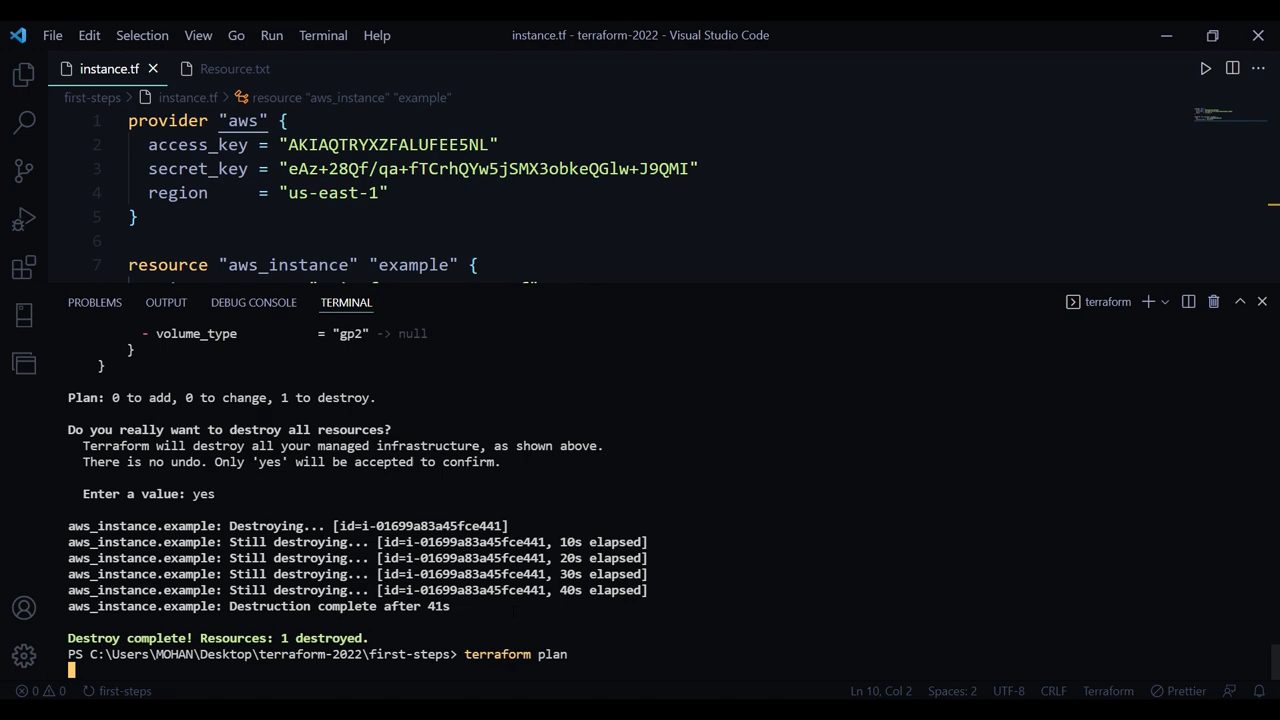 File Edit Selection View Go Run Terminal Help instance.tf - terraform-2022 - Visual Studio Code
instance.tf Resource.txt
first-steps > instance.tf > resource "aws_instance" "example"
1 provider "aws" {
2 access_key = "AKIAQTRYXZFALUFEE5NL"
3 secret_key = "eAz+28Qf/qa+fTCrhQYw5jSMX3obkeQGlw+J9QMI"
4 region = "us-east-1"
5 }
6
7 resource "aws_instance" "example" {
PROBLEMS OUTPUT DEBUG CONSOLE TERMINAL terraform
- volume_type = "gp2" -> null
}
}
Plan: 0 to add, 0 to change, 1 to destroy.
Do you really want to destroy all resources?
Terraform will destroy all your managed infrastructure, as shown above.
There is no undo. Only 'yes' will be accepted to confirm.
Enter a value: yes
aws_instance.example: Destroying... [id=i-01699a83a45fce441]
aws_instance.example: Still destroying... [id=i-01699a83a45fce441, 10s elapsed]
aws_instance.example: Still destroying... [id=i-01699a83a45fce441, 20s elapsed]
aws_instance.example: Still destroying... [id=i-01699a83a45fce441, 30s elapsed]
aws_instance.example: Still destroying... [id=i-01699a83a45fce441, 40s elapsed]
aws_instance.example: Destruction complete after 41s
Destroy complete! Resources: 1 destroyed.
PS C:\Users\MOHAN\Desktop\terraform-2022\first-steps> terraform plan
0 0 first-steps Ln 10, Col 2 Spaces: 2 UTF-8 CRLF Terraform Prettier